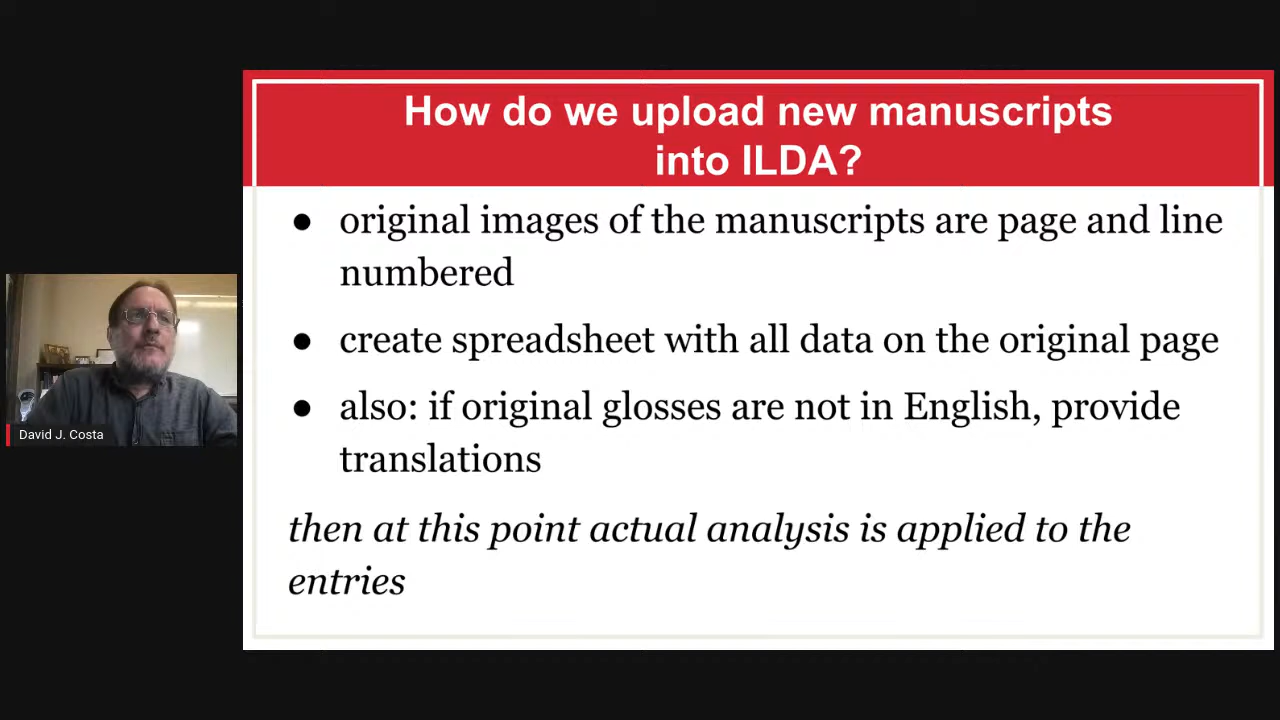 How do we upload new manuscripts
into ILDA?
● original images of the manuscripts are page and line
numbered
● create spreadsheet with all data on the original page
● also: if original glosses are not in English, provide
translations
then at this point actual analysis is applied to the
entries
David J. Costa